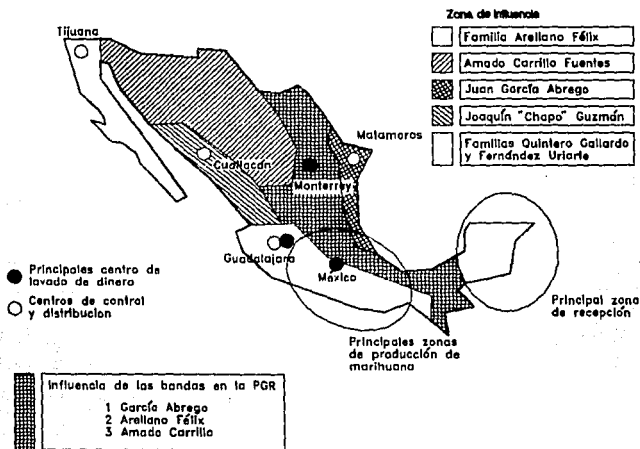 Zona de influencia
Familia Arellano Félix
Amado Carrillo Fuentes
Juan García Abrego
Joaquín "Chapo" Guzmán
Familias Quintero Gallardo
y Fernández Uriarte
Tijuana
Matamoros
Cualiacán
Monterrey
Guadalajara
México
Principales centro de
lavado de dinero
Centros de control
y distribucion
Principal zona
de recepción
Principales zonas
de producción de
marihuana
Influencia de las bandas en la PGR
1 García Abrego
2 Arellano Félix
3 Amado Carrillo